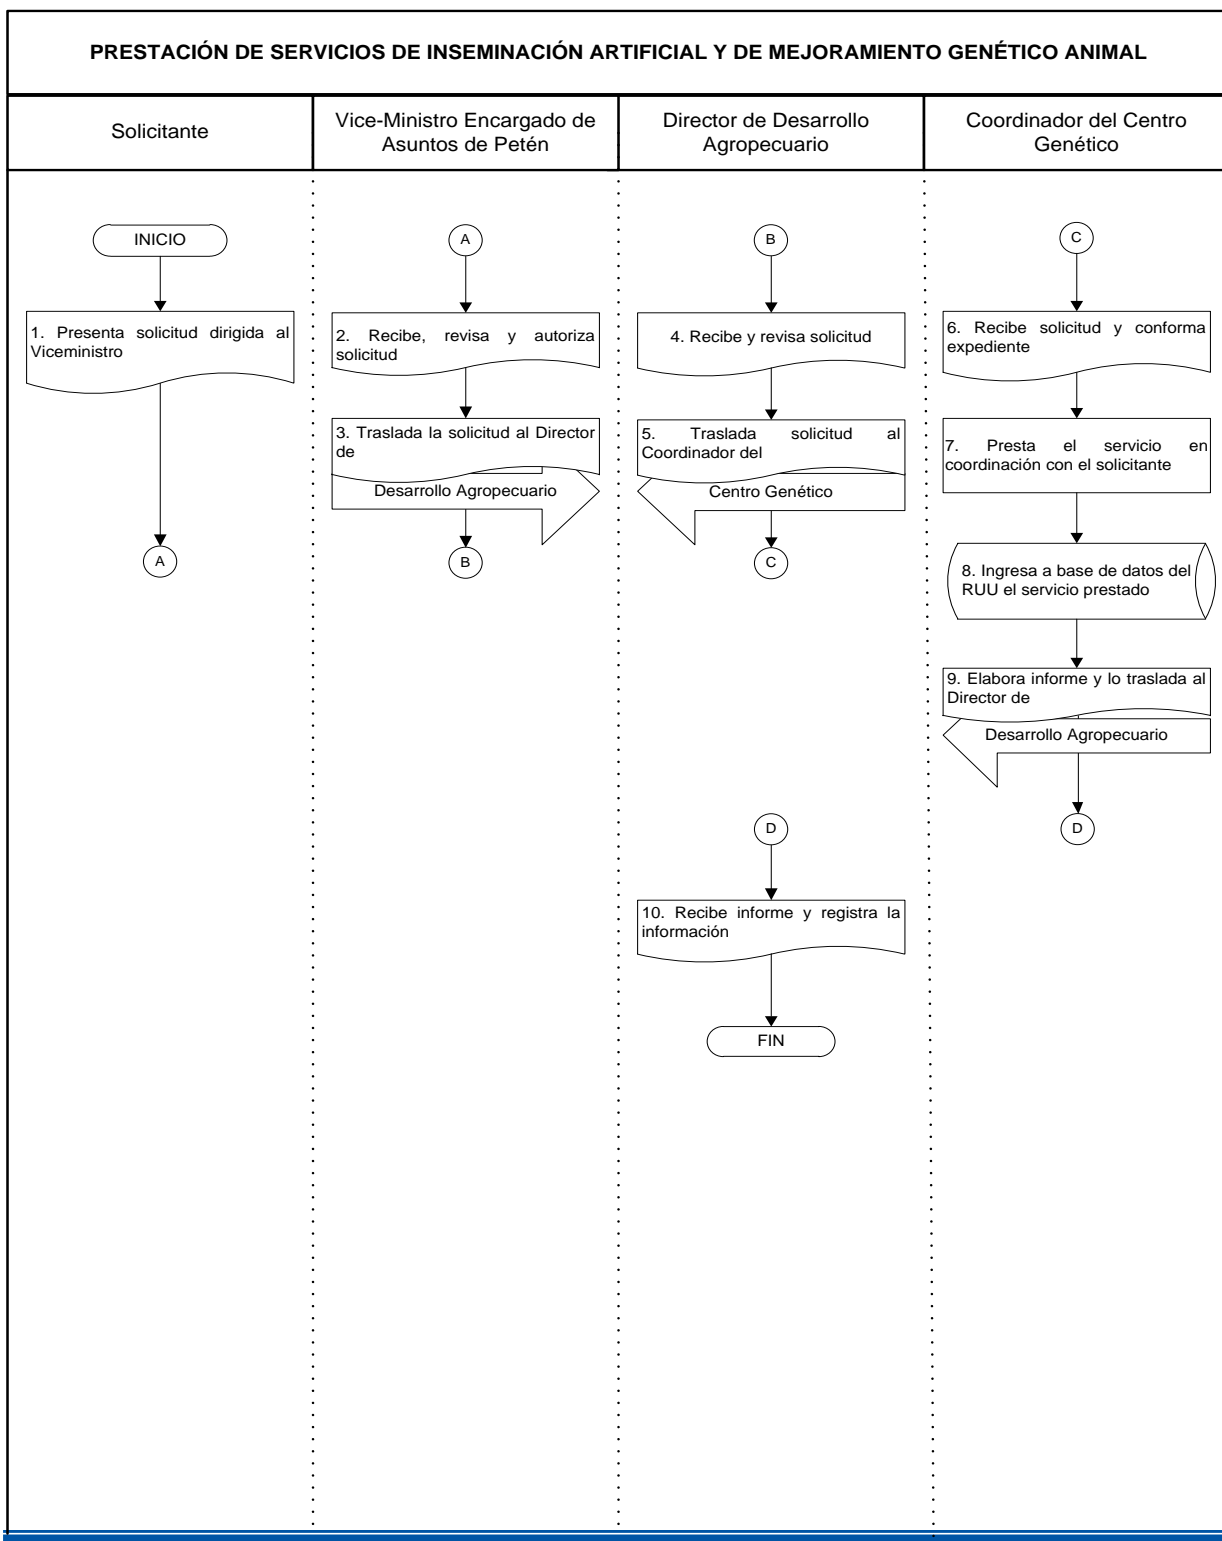 PRESTACIÓN DE SERVICIOS DE INSEMINACIÓN ARTIFICIAL Y DE MEJORAMIENTO GENÉTICO ANIMAL
Solicitante
Vice-Ministro Encargado de
Asuntos de Petén
Director de Desarrollo
Agropecuario
Coordinador del Centro
Genético
INICIO
1. Presenta solicitud dirigida al
Viceministro
A
A
2. Recibe, revisa y autoriza
solicitud
3. Traslada la solicitud al Director
de
Desarrollo Agropecuario
B
B
4. Recibe y revisa solicitud
5. Traslada solicitud al
Coordinador del
Centro Genético
C
C
6. Recibe solicitud y conforma
expediente
7. Presta el servicio en
coordinación con el solicitante
8. Ingresa a base de datos del
RUU el servicio prestado
9. Elabora informe y lo traslada al
Director de
Desarrollo Agropecuario
D
D
10. Recibe informe y registra la
información
FIN